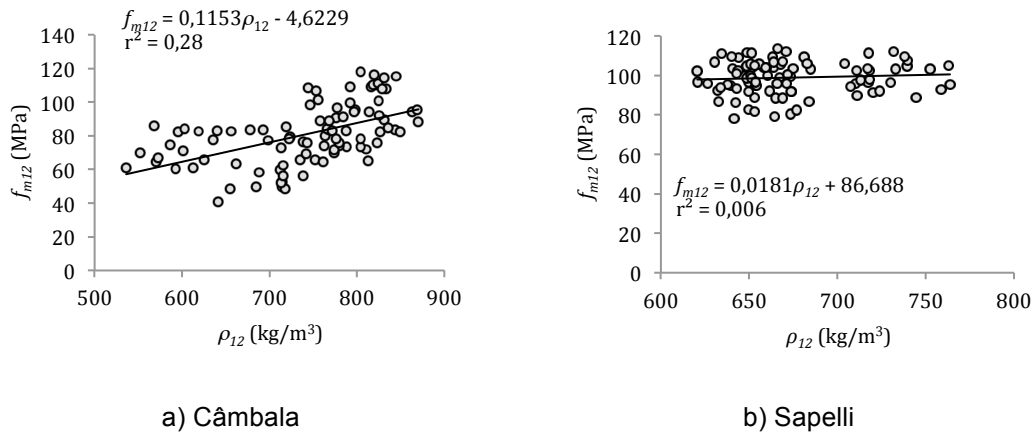 f_m12 = 0,1153ρ_12 - 4,6229
r² = 0,28
140
120
100
80
60
40
20
0
f_m12 (MPa)
500 600 700 800 900
ρ_12 (kg/m³)
a) Câmbala
120
100
80
60
40
20
0
f_m12 (MPa)
f_m12 = 0,0181ρ_12 + 86,688
r² = 0,006
600 650 700 750 800
ρ_12 (kg/m³)
b) Sapelli